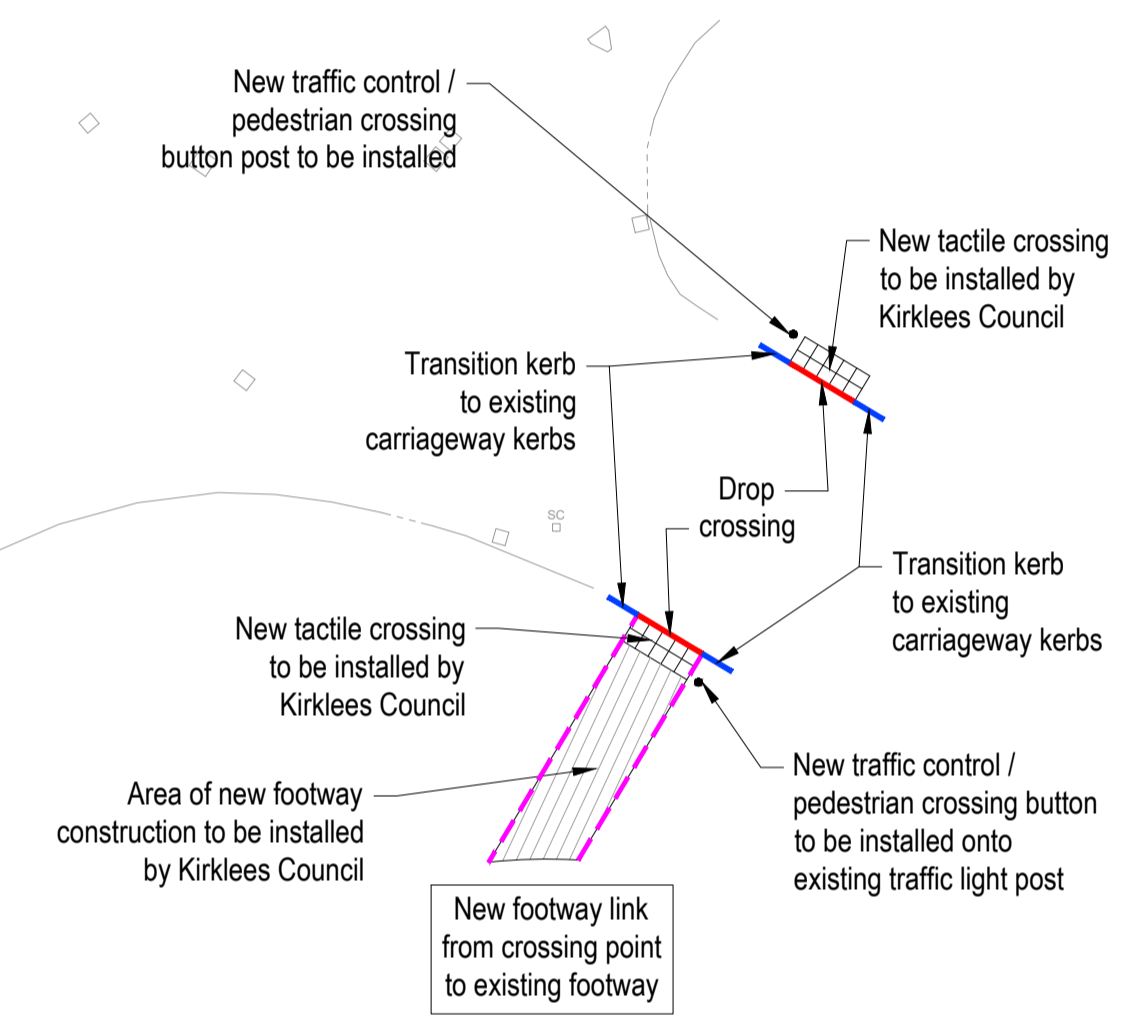 New traffic control /
pedestrian crossing
button post to be installed
New tactile crossing
to be installed by
Kirklees Council
Transition kerb
to existing
carriageway kerbs
Drop
crossing
SC
Transition kerb
to existing
carriageway kerbs
New tactile crossing
to be installed by
Kirklees Council
New traffic control /
pedestrian crossing button
to be installed onto
existing traffic light post
Area of new footway
construction to be installed
by Kirklees Council
New footway link
from crossing point
to existing footway